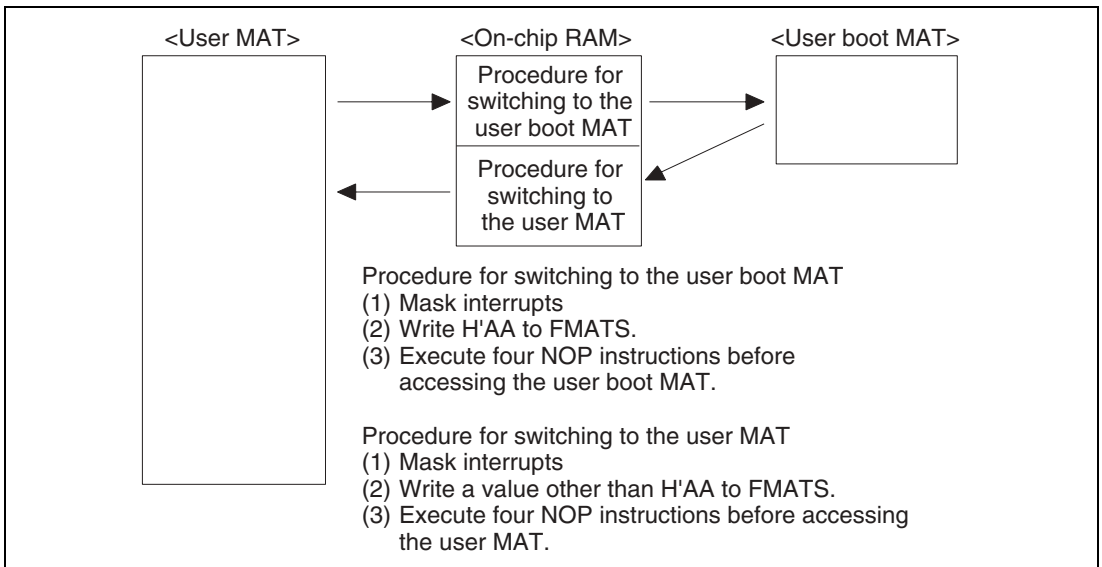 <User MAT>
<On-chip RAM>
<User boot MAT>
Procedure for
switching to the
user boot MAT
Procedure for
switching to
the user MAT
Procedure for switching to the user boot MAT
(1) Mask interrupts
(2) Write H'AA to FMATS.
(3) Execute four NOP instructions before
accessing the user boot MAT.
Procedure for switching to the user MAT
(1) Mask interrupts
(2) Write a value other than H'AA to FMATS.
(3) Execute four NOP instructions before accessing
the user MAT.